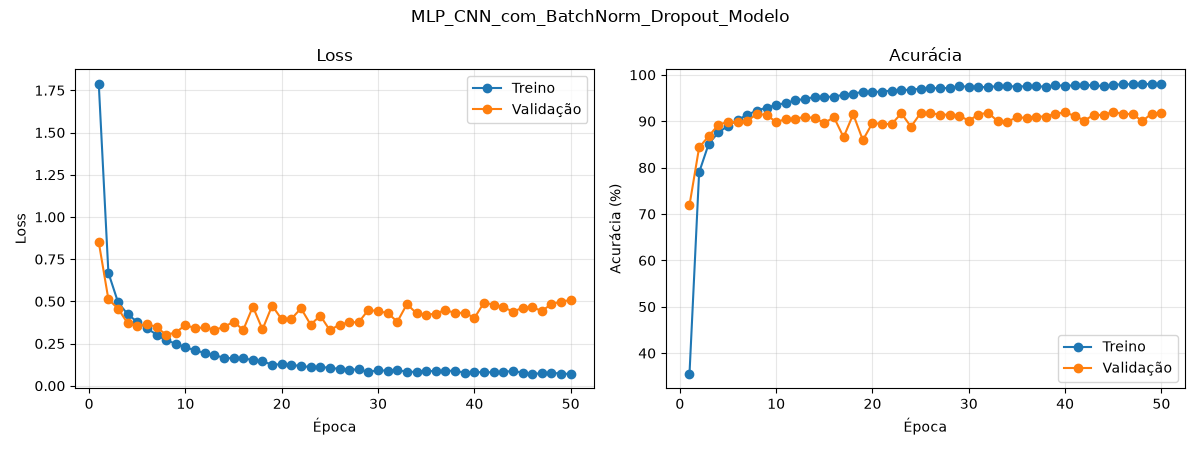 MLP_CNN_com_BatchNorm_Dropout_Modelo
Loss
Treino
Validação
1.75
1.50
1.25
1.00
0.75
0.50
0.25
0.00
Loss
0 10 20 30 40 50
Época
Acurácia
100
90
80
70
60
50
40
Acurácia (%)
Treino
Validação
0 10 20 30 40 50
Época